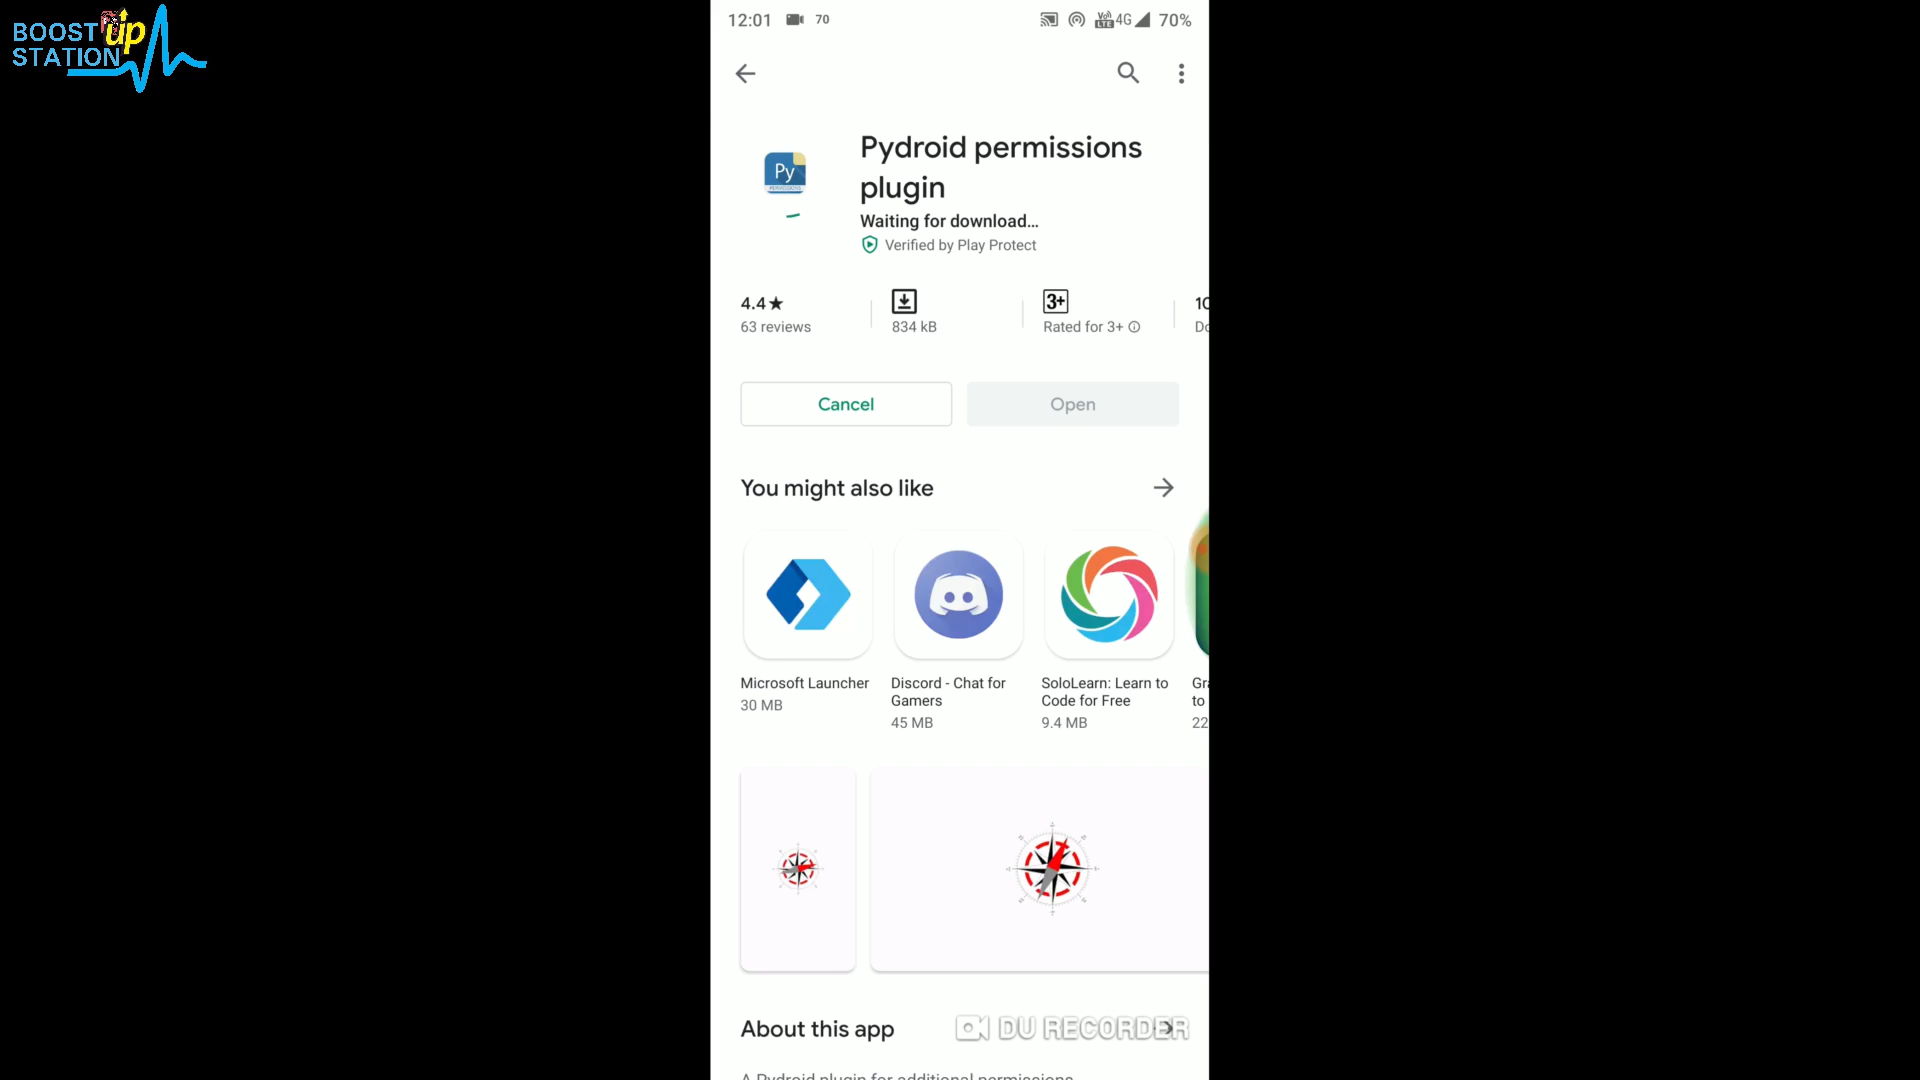 BOOST up
STATION
12:01 70 VoLTE 4G 70%
Py
Pydroid permissions
plugin
Waiting for download...
Verified by Play Protect
4.4★
63 reviews
834 kB
3+
Rated for 3+
10
Do
Cancel
Open
You might also like
Microsoft Launcher
30 MB
Discord - Chat for
Gamers
45 MB
SoloLearn: Learn to
Code for Free
9.4 MB
Gr
to
22
About this app
DU RECORDER
A Pydroid plugin for additional permissions